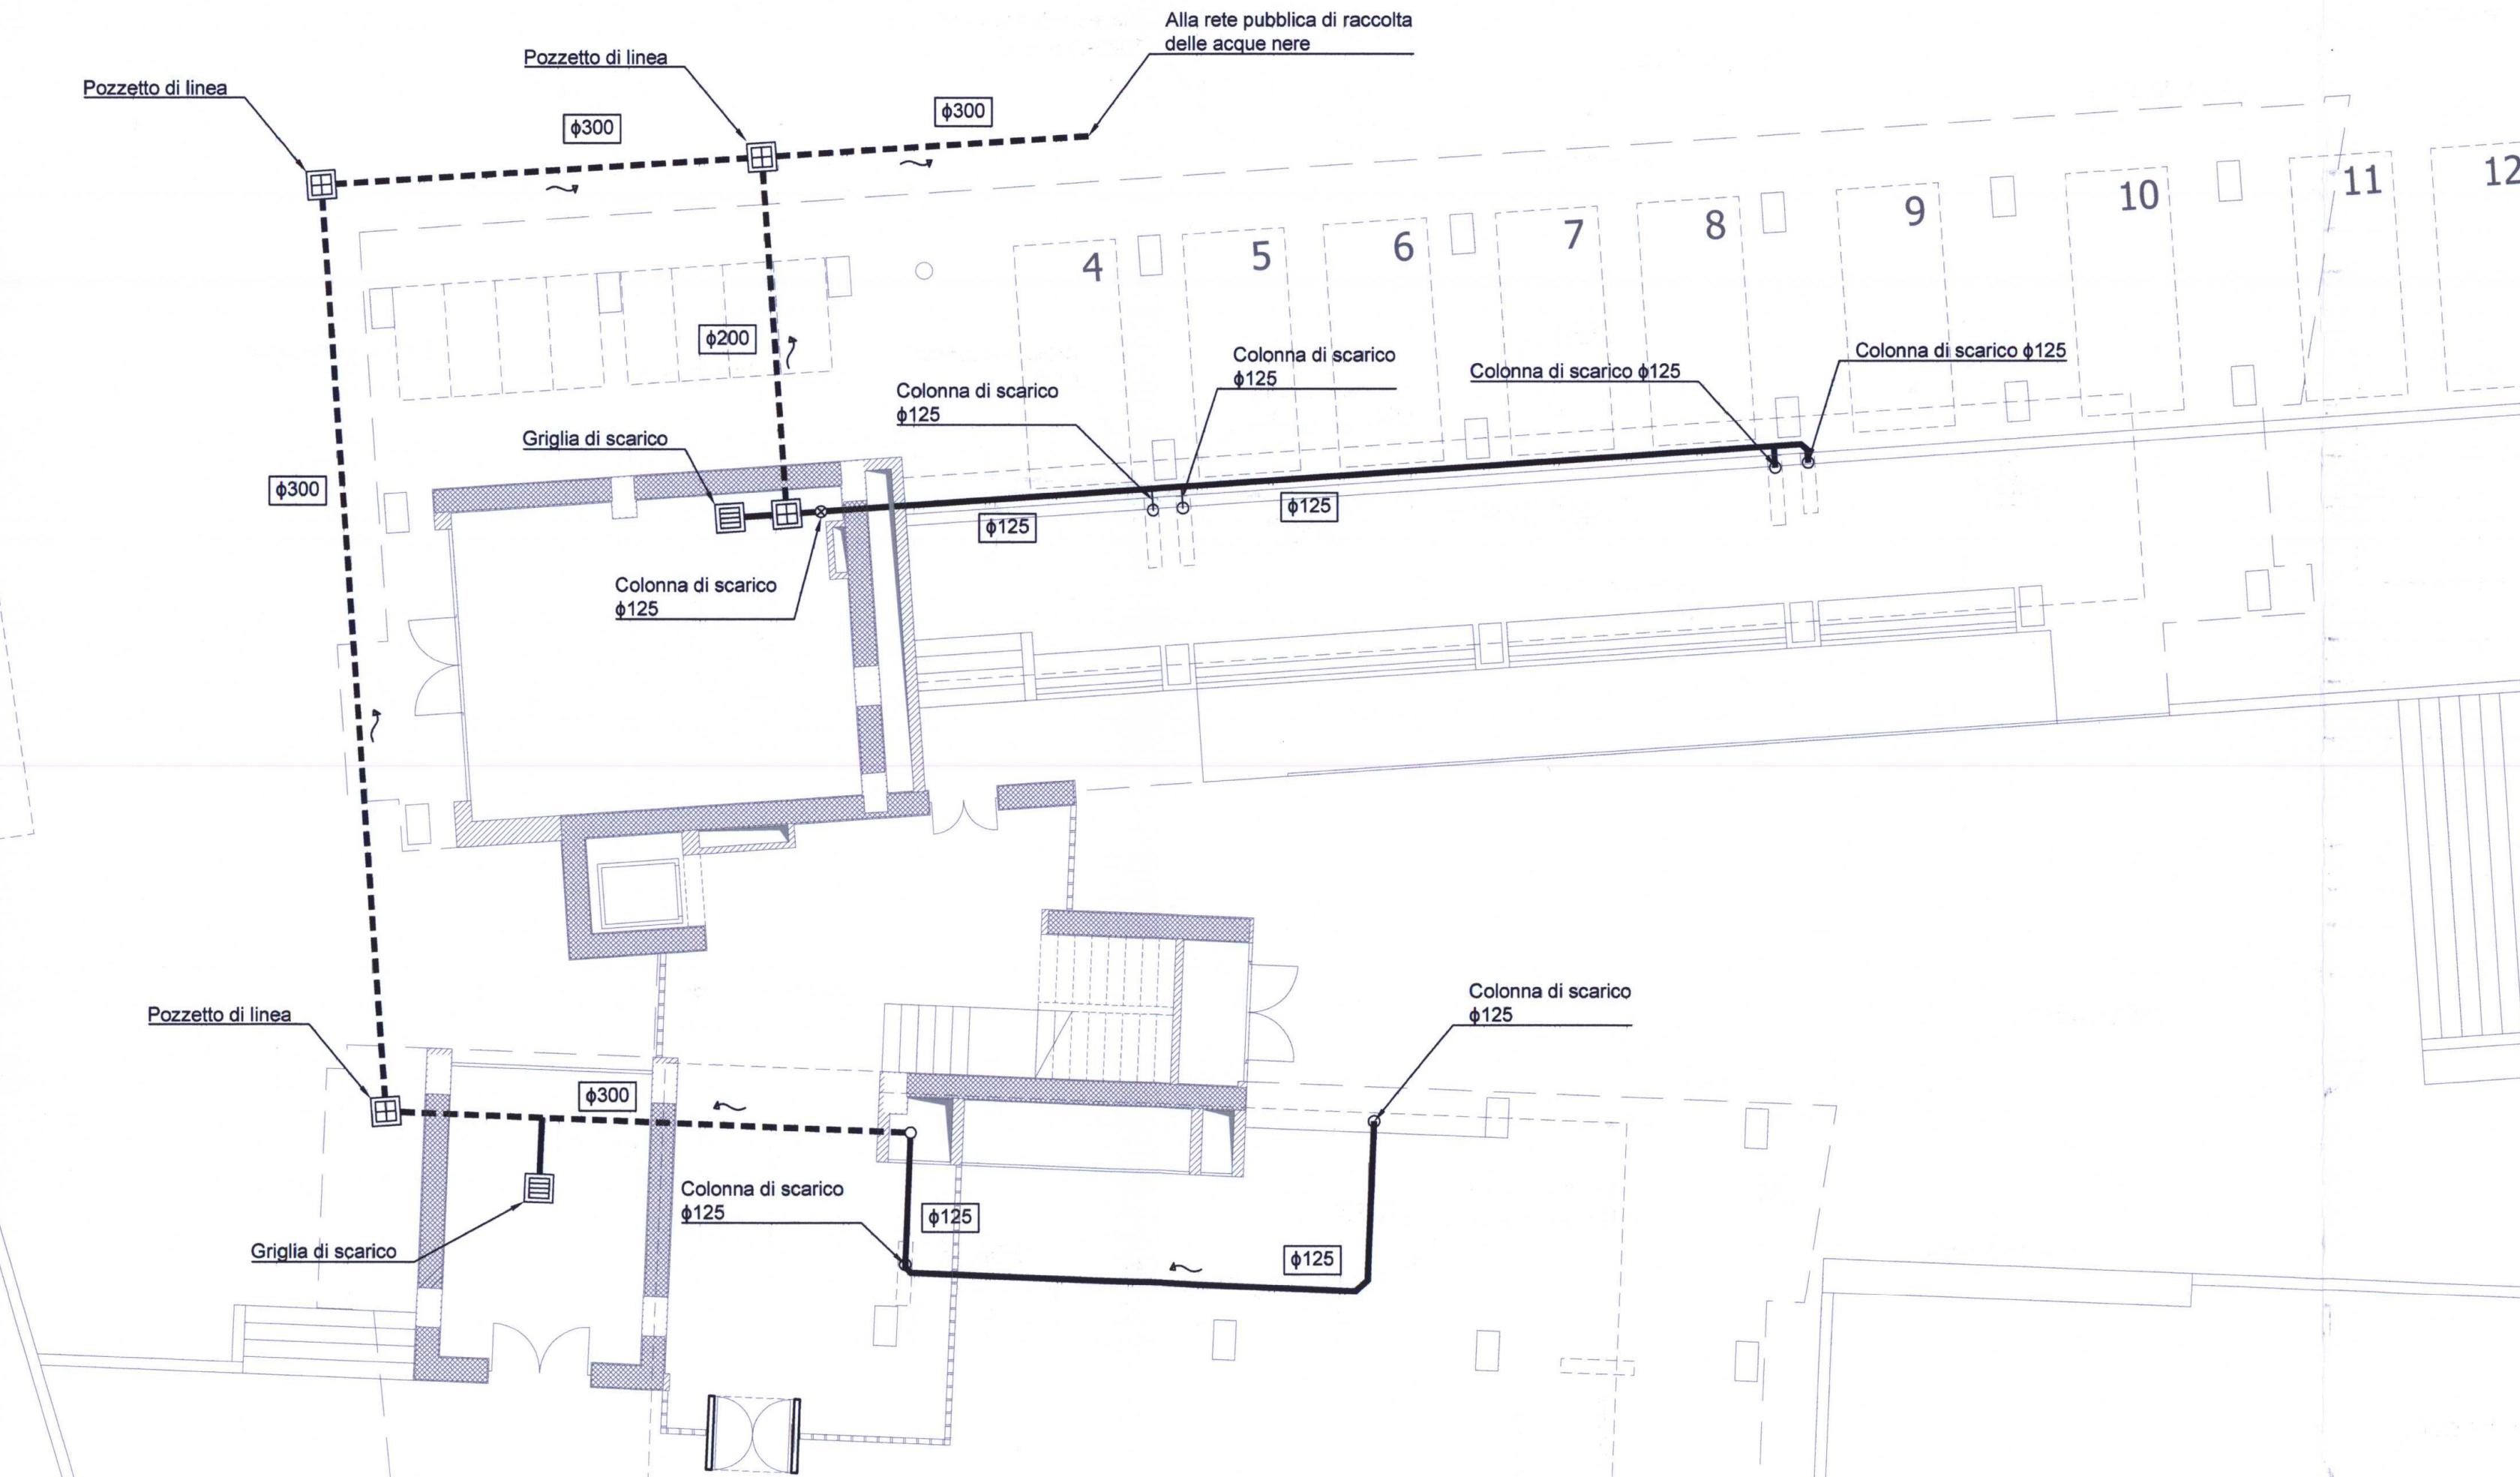 Alla rete pubblica di raccolta
delle acque nere
Pozzetto di linea
Pozzetto di linea
ϕ300
ϕ300
4
5
6
7
8
9
10
11
12
ϕ200
Colonna di scarico
ϕ125
Colonna di scarico
ϕ125
Colonna di scarico ϕ125
Colonna di scarico ϕ125
Griglia di scarico
ϕ300
ϕ125
ϕ125
Colonna di scarico
ϕ125
Pozzetto di linea
Colonna di scarico
ϕ125
ϕ300
Colonna di scarico
ϕ125
ϕ125
Griglia di scarico
ϕ125